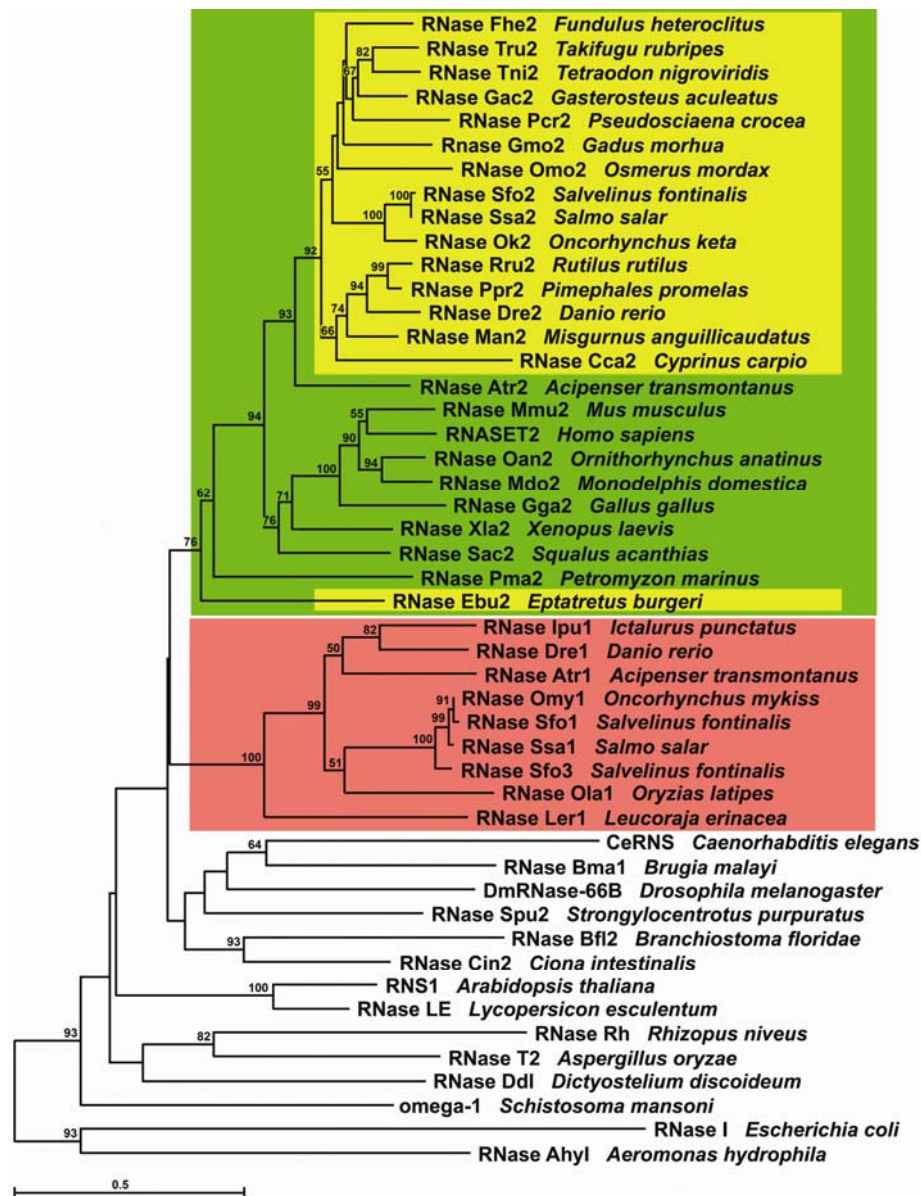 RNase Fhe2 Fundulus heteroclitus
82
RNase Tru2 Takifugu rubripes
67
RNase Tni2 Tetraodon nigroviridis
RNase Gac2 Gasterosteus aculeatus
RNase Pcr2 Pseudosciaena crocea
Rnase Gmo2 Gadus morhua
55
RNase Omo2 Osmerus mordax
100
RNase Sfo2 Salvelinus fontinalis
100
RNase Ssa2 Salmo salar
RNase Ok2 Oncorhynchus keta
92
99
RNase Rru2 Rutilus rutilus
94
RNase Ppr2 Pimephales promelas
74
RNase Dre2 Danio rerio
93
66
RNase Man2 Misgurnus anguillicaudatus
RNase Cca2 Cyprinus carpio
RNase Atr2 Acipenser transmontanus
94
55
RNase Mmu2 Mus musculus
90
RNASET2 Homo sapiens
94
RNase Oan2 Ornithorhynchus anatinus
100
RNase Mdo2 Monodelphis domestica
62
71
RNase Gga2 Gallus gallus
76
RNase Xla2 Xenopus laevis
76
RNase Sac2 Squalus acanthias
RNase Pma2 Petromyzon marinus
RNase Ebu2 Eptatretus burgeri
82
RNase Ipu1 Ictalurus punctatus
50
RNase Dre1 Danio rerio
RNase Atr1 Acipenser transmontanus
99
91
RNase Omy1 Oncorhynchus mykiss
99
RNase Sfo1 Salvelinus fontinalis
100
RNase Ssa1 Salmo salar
100
51
RNase Sfo3 Salvelinus fontinalis
RNase Ola1 Oryzias latipes
RNase Ler1 Leucoraja erinacea
CeRNS Caenorhabditis elegans
64
RNase Bma1 Brugia malayi
DmRNase-66B Drosophila melanogaster
RNase Spu2 Strongylocentrotus purpuratus
93
RNase Bfl2 Branchiostoma floridae
RNase Cin2 Ciona intestinalis
100
RNS1 Arabidopsis thaliana
RNase LE Lycopersicon esculentum
93
82
RNase Rh Rhizopus niveus
RNase T2 Aspergillus oryzae
RNase DdI Dictyostelium discoideum
omega-1 Schistosoma mansoni
93
RNase I Escherichia coli
RNase AhyI Aeromonas hydrophila
0.5